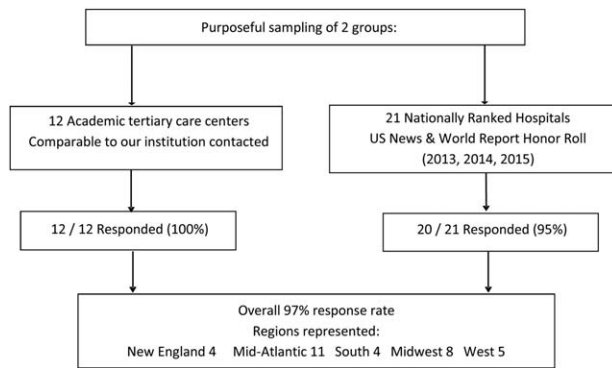 Purposeful sampling of 2 groups:
12 Academic tertiary care centers
Comparable to our institution contacted
21 Nationally Ranked Hospitals
US News & World Report Honor Roll
(2013, 2014, 2015)
12 / 12 Responded (100%)
20 / 21 Responded (95%)
Overall 97% response rate
Regions represented:
New England 4 Mid-Atlantic 11 South 4 Midwest 8 West 5